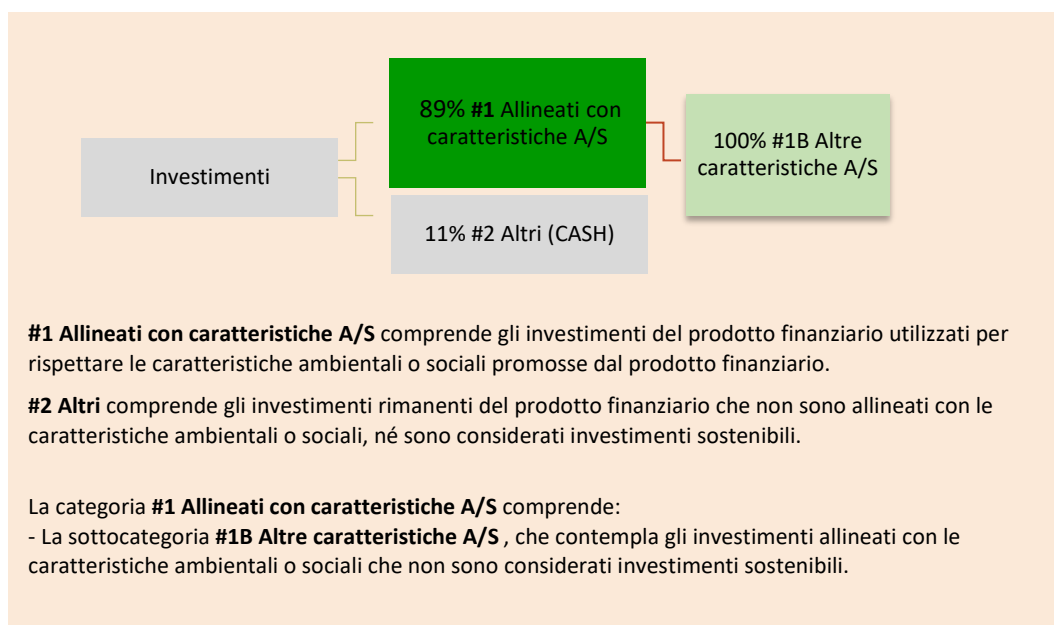 89% #1 Allineati con
caratteristiche A/S
100% #1B Altre
caratteristiche A/S
Investimenti
11% #2 Altri (CASH)
#1 Allineati con caratteristiche A/S comprende gli investimenti del prodotto finanziario utilizzati per
rispettare le caratteristiche ambientali o sociali promosse dal prodotto finanziario.
#2 Altri comprende gli investimenti rimanenti del prodotto finanziario che non sono allineati con le
caratteristiche ambientali o sociali, né sono considerati investimenti sostenibili.
La categoria #1 Allineati con caratteristiche A/S comprende:
- La sottocategoria #1B Altre caratteristiche A/S , che contempla gli investimenti allineati con le
caratteristiche ambientali o sociali che non sono considerati investimenti sostenibili.